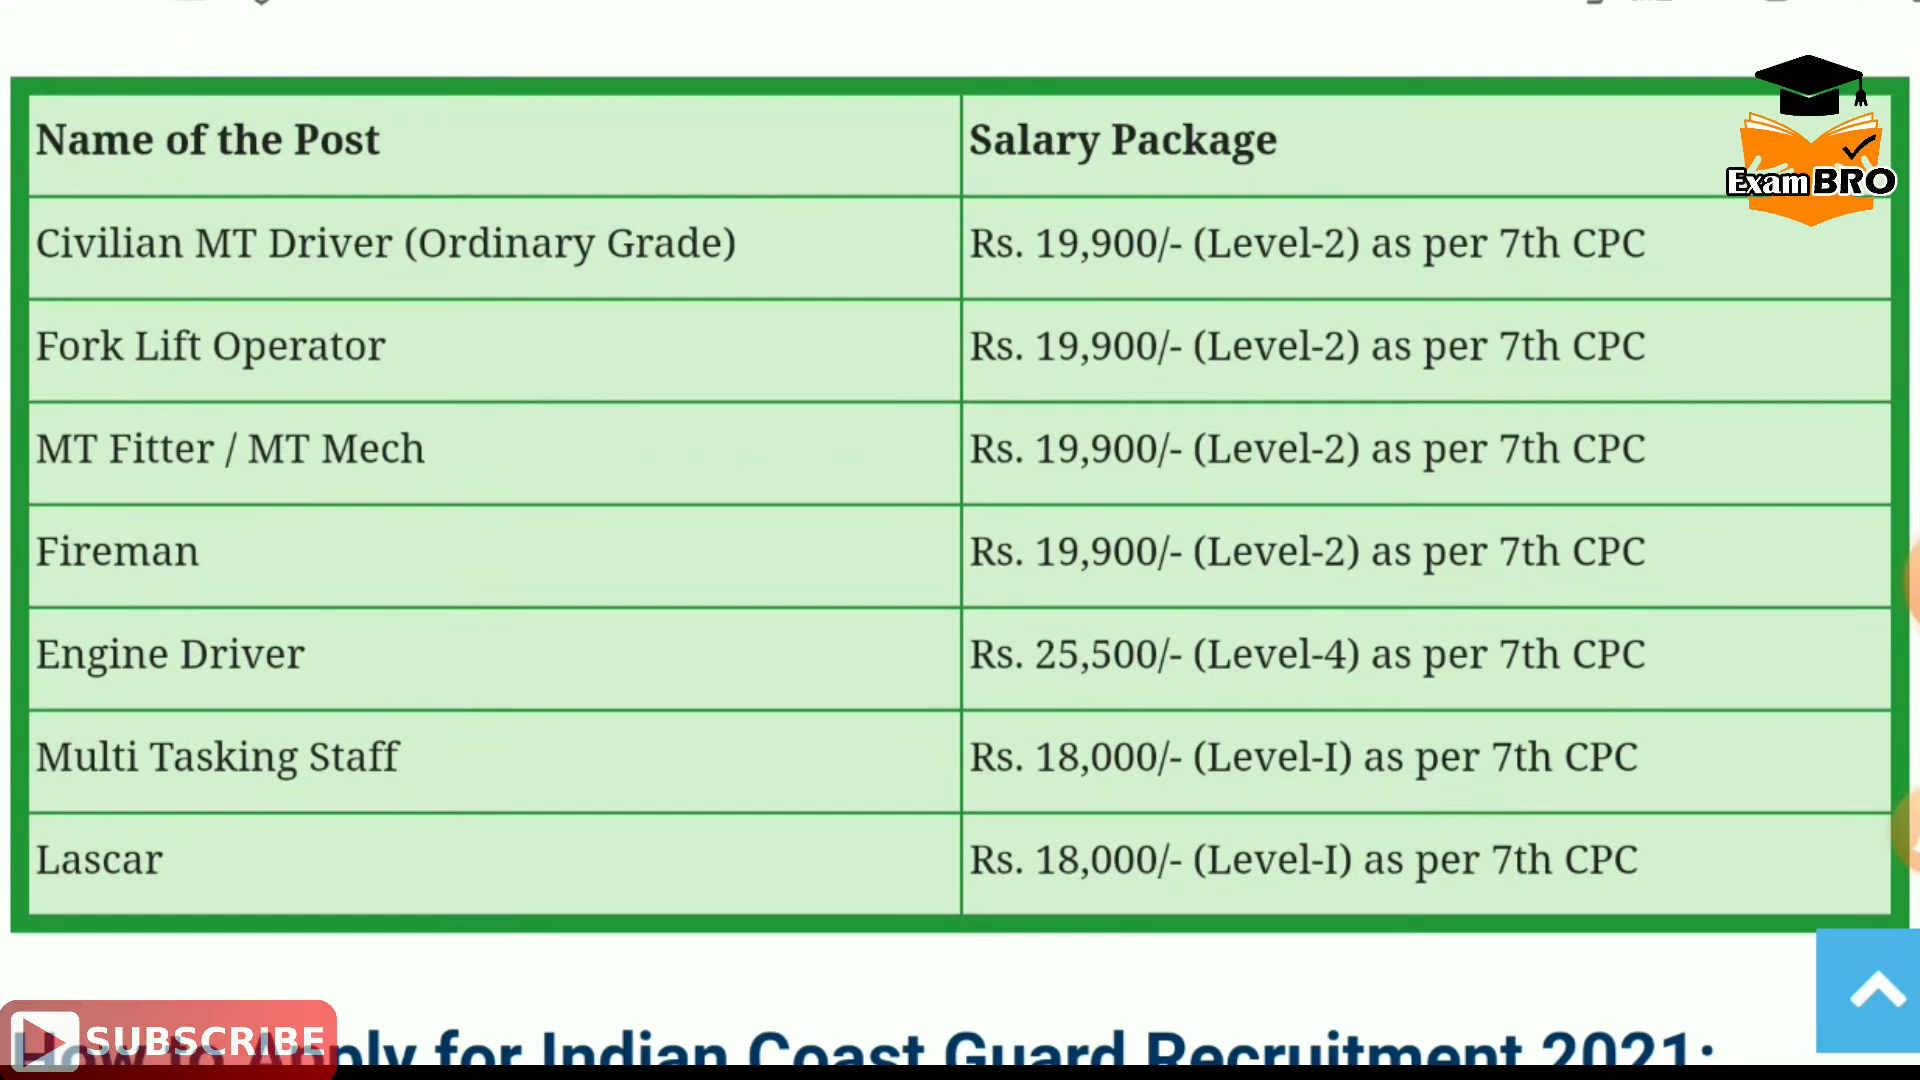 Name of the Post Salary Package
ExamBRO
Civilian MT Driver (Ordinary Grade) Rs. 19,900/- (Level-2) as per 7th CPC
Fork Lift Operator Rs. 19,900/- (Level-2) as per 7th CPC
MT Fitter / MT Mech Rs. 19,900/- (Level-2) as per 7th CPC
Fireman Rs. 19,900/- (Level-2) as per 7th CPC
Engine Driver Rs. 25,500/- (Level-4) as per 7th CPC
Multi Tasking Staff Rs. 18,000/- (Level-I) as per 7th CPC
Lascar Rs. 18,000/- (Level-I) as per 7th CPC
SUBSCRIBE
How to Apply for Indian Coast Guard Recruitment 2021: